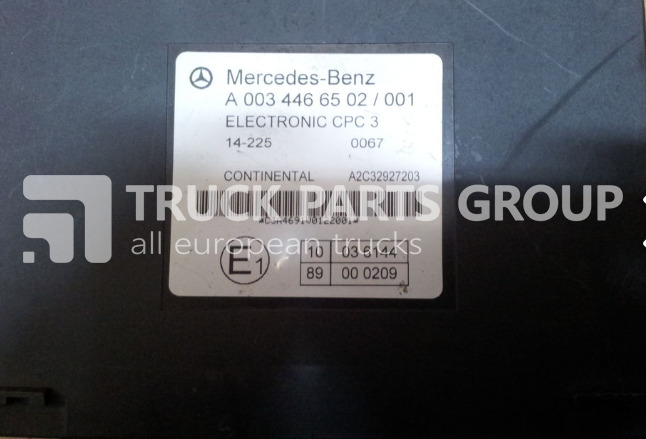 Mercedes-Benz
A 003 446 65 02 / 001
ELECTRONIC CPC 3
14-225 0067
CONTINENTAL A2C32927203
TRUCK PARTS GROUP
all european trucks
E1
10 03 6144
89 00 0209